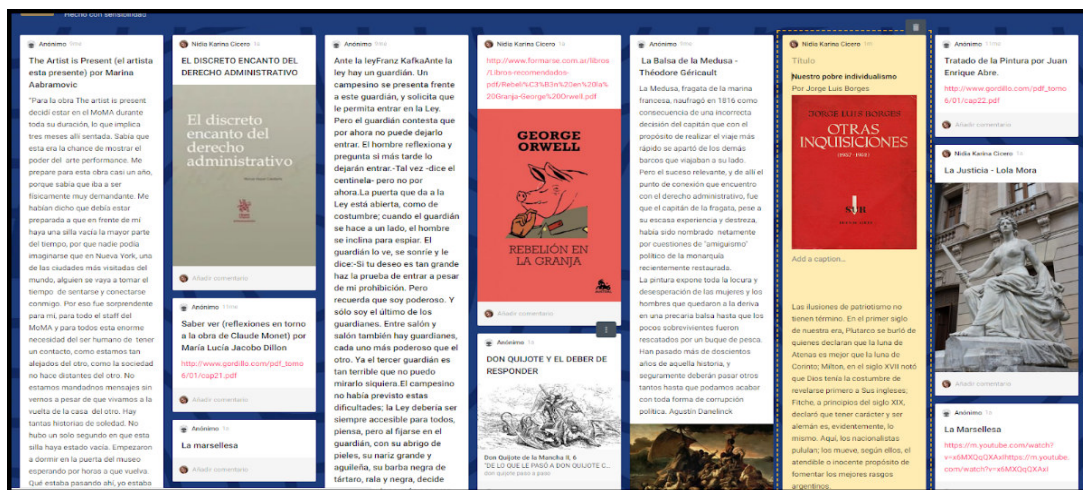 Hecho con sensibilidad
Anónimo 9ms
The Artist is Present (el artista
esta presente) por Marina
Aabramovic
"Para la obra The artist is present
decidí estar en el MoMA durante
toda su duración, lo que implica
tres meses allí sentada. Sabía que
esta era la chance de mostrar el
poder del arte performance. Me
prepare para esta obra casi un año,
porque sabía que iba a ser
físicamente muy demandante. Me
habían dicho que debía estar
preparada a que en frente de mí
haya una silla vacía la mayor parte
del tiempo, por que nadie podía
imaginarse que en Nueva York, una
de las ciudades más visitadas del
mundo, alguien se vaya a tomar el
tiempo de sentarse y conectarse
conmigo. Por eso fue sorprendente
para mí, para todo el staff del
MoMA y para todos esta enorme
necesidad del ser humano de tener
un contacto, como estamos tan
alejados del otro, como la sociedad
no hace distantes del otro. No
estamos mandadnos mensajes sin
vernos a pesar de que vivamos a la
vuelta de la casa del otro. Hay
tantas historias de soledad. No
hubo un solo segundo en que esta
silla haya estado vacía. Empezaron
a dormir en la puerta del museo
esperando por horas a que vuelva.
Qué estaba pasando ahí, yo estaba
Nidia Karina Cicero 1a
EL DISCRETO ENCANTO DEL
DERECHO ADMINISTRATIVO
El discreto
encanto del
derecho
administrativo
Añadir comentario
Anónimo 11ms
Saber ver (reflexiones en torno
a la obra de Claude Monet) por
María Lucía Jacobo Dillon
http://www.gordillo.com/pdf_tomo
6/01/cap21.pdf
Añadir comentario
Anónimo 1a
La marsellesa
Añadir comentario
Anónimo 9ms
Ante la leyFranz KafkaAnte la
ley hay un guardián. Un
campesino se presenta frente
a este guardián, y solicita que
le permita entrar en la Ley.
Pero el guardián contesta que
por ahora no puede dejarlo
entrar. El hombre reflexiona y
pregunta si más tarde lo
dejarán entrar.-Tal vez -dice el
centinela- pero no por
ahora.La puerta que da a la
Ley está abierta, como de
costumbre; cuando el guardián
se hace a un lado, el hombre
se inclina para espiar. El
guardián lo ve, se sonríe y le
dice:-Si tu deseo es tan grande
haz la prueba de entrar a pesar
de mi prohibición. Pero
recuerda que soy poderoso. Y
sólo soy el último de los
guardianes. Entre salón y
salón también hay guardianes,
cada uno más poderoso que el
otro. Ya el tercer guardián es
tan terrible que no puedo
mirarlo siquiera.El campesino
no había previsto estas
dificultades; la Ley debería ser
siempre accesible para todos,
piensa, pero al fijarse en el
guardián, con su abrigo de
pieles, su nariz grande y
aguileña, su barba negra de
tártaro, rala y negra, decide
Nidia Karina Cicero 1a
http://www.formarse.com.ar/libros
/Libros-recomendados-
pdf/Rebel%C3%B3n%20en%20la%
20Granja-George%20Orwell.pdf
GEORGE
ORWELL
REBELIÓN EN
LA GRANJA
Añadir comentario
Anónimo 1a
DON QUIJOTE Y EL DEBER DE
RESPONDER
Don Quijote de la Mancha II, 6
"DE LO QUE LE PASÓ A DON QUIJOTE C...
don quijote paso a paso
Anónimo 9ms
La Balsa de la Medusa -
Théodore Géricault
La Medusa, fragata de la marina
francesa, naufragó en 1816 como
consecuencia de una incorrecta
decisión del capitán que con el
propósito de realizar el viaje más
rápido se apartó de los demás
barcos que viajaban a su lado.
Pero el suceso relevante, y de allí el
punto de conexión que encuentro
con el derecho administrativo, fue
que el capitán de la fragata, pese a
su escasa experiencia y destreza,
había sido nombrado netamente
por cuestiones de "amiguismo"
político de la monarquía
recientemente restaurada.
La pintura expone toda la locura y
desesperación de las mujeres y los
hombres que quedaron a la deriva
en una precaria balsa hasta que los
pocos sobrevivientes fueron
rescatados por un buque de pesca.
Han pasado más de doscientos
años de aquella historia, y
seguramente deberán pasar otros
tantos hasta que podamos acabar
con toda forma de corrupción
política. Agustín Danelinck
Nidia Karina Cicero 1m
Título
Nuestro pobre individualismo
Por Jorge Luis Borges
JORGE LUIS BORGES
OTRAS
INQUISICIONES
SUR
Add a caption...
Las ilusiones de patriotismo no
tienen término. En el primer siglo
de nuestra era, Plutarco se burló de
quienes declaran que la luna de
Atenas es mejor que la luna de
Corinto; Milton, en el siglo XVII notó
que Dios tenía la costumbre de
revelarse primero a Sus ingleses;
Fitche, a principios del siglo XIX,
declaró que tener carácter y ser
alemán es, evidentemente, lo
mismo. Aquí, los nacionalistas
pululan; los mueve, según ellos, el
atendible o inocente propósito de
fomentar los mejores rasgos
argentinos.
Anónimo 11ms
Tratado de la Pintura por Juan
Enrique Abre.
http://www.gordillo.com/pdf_tomo
6/01/cap22.pdf
Añadir comentario
Nidia Karina Cicero 1a
La Justicia - Lola Mora
Añadir comentario
Anónimo 1a
La Marsellesa
https://m.youtube.com/watch?
v=x6MXQqQXAxIhttps://m.youtube.
com/watch?v=x6MXQqQXAxI